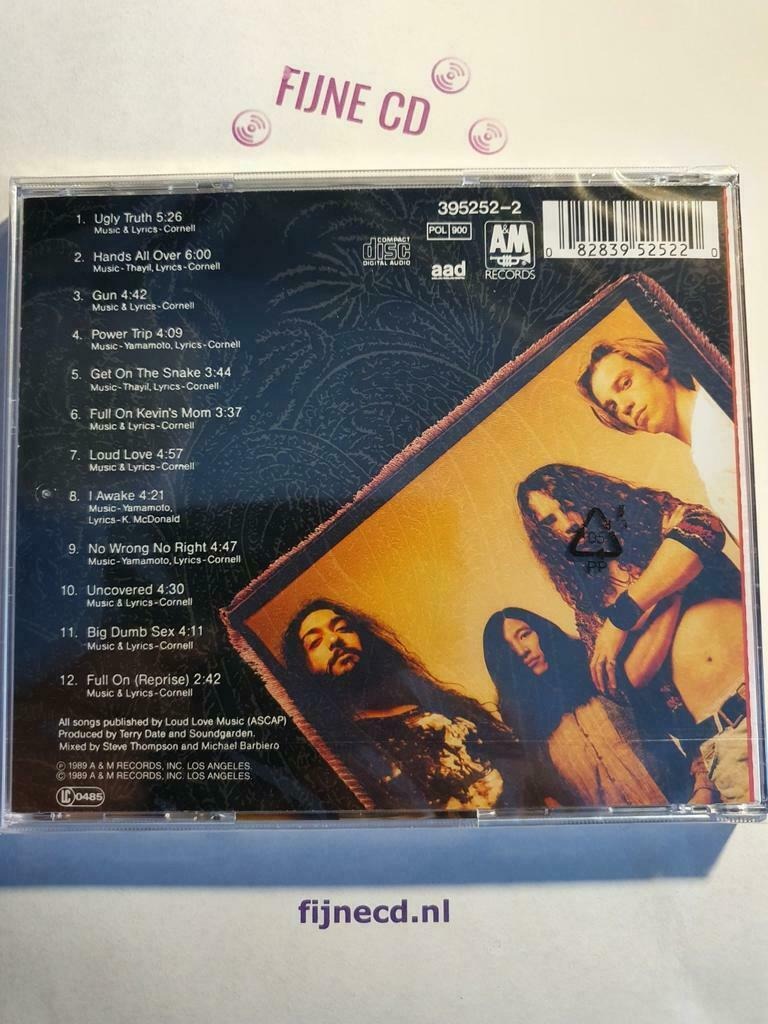 FIJNE CD
1. Ugly Truth 5:26
Music & Lyrics-Cornell
2. Hands All Over 6:00
Music-Thayil, Lyrics-Cornell
3. Gun 4:42
Music & Lyrics-Cornell
4. Power Trip 4:09
Music-Yamamoto, Lyrics-Cornell
5. Get On The Snake 3:44
Music-Thayil, Lyrics-Cornell
6. Full On Kevin's Mom 3:37
Music & Lyrics-Cornell
7. Loud Love 4:57
Music & Lyrics-Cornell
8. I Awake 4:21
Music-Yamamoto,
Lyrics-K. McDonald
9. No Wrong No Right 4:47
Music-Yamamoto, Lyrics-Cornell
10. Uncovered 4:30
Music & Lyrics-Cornell
11. Big Dumb Sex 4:11
Music & Lyrics-Cornell
12. Full On (Reprise) 2:42
Music & Lyrics-Cornell
All songs published by Loud Love Music (ASCAP)
Produced by Terry Date and Soundgarden.
Mixed by Steve Thompson and Michael Barbiero
Ⓟ 1989 A & M RECORDS, INC. LOS ANGELES.
© 1989 A & M RECORDS, INC. LOS ANGELES.
LC 0485
395252-2
POL 900
COMPACT
disc
DIGITAL AUDIO
aad
A&M
RECORDS
0 82839 52522 0
05
PP
fijnecd.nl